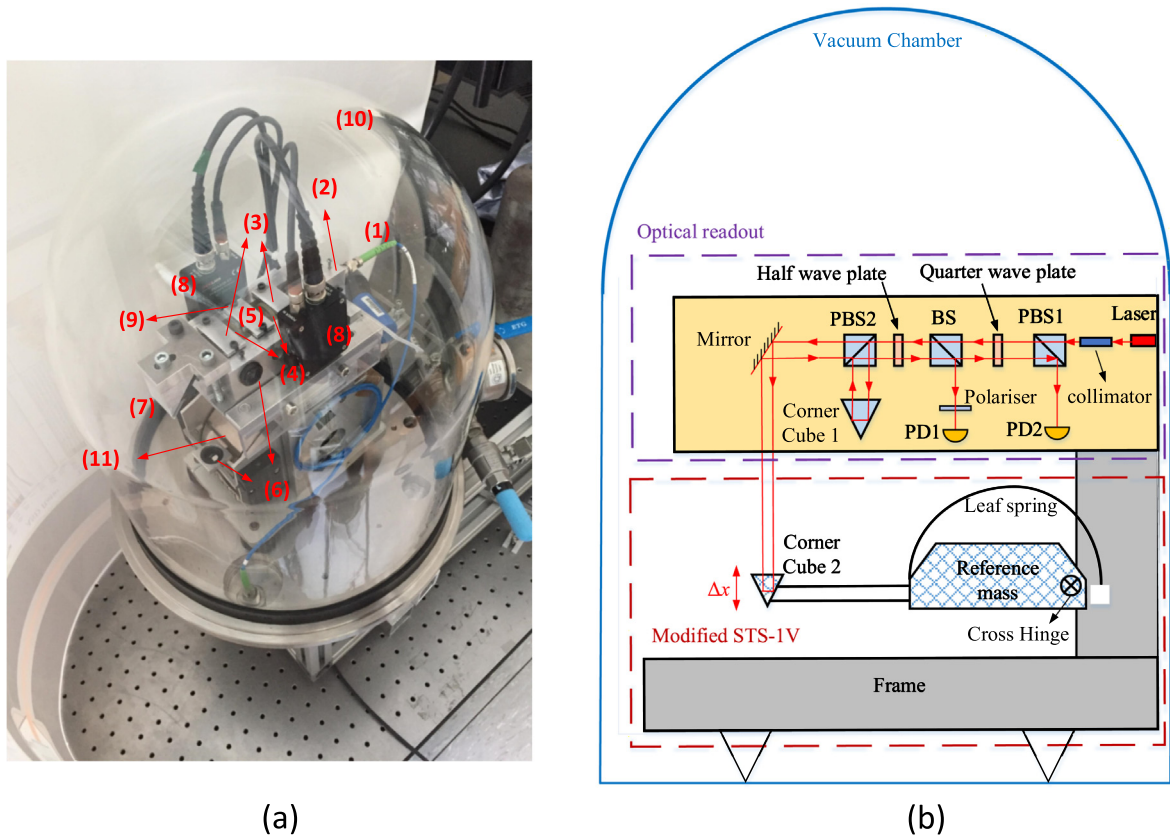 (10)
(2)
(1)
(3)
(8)
(9)
(5)
(8)
(4)
(7)
(11)
(6)
(a)
Vacuum Chamber
Optical readout
Half wave plate
Quarter wave plate
PBS2
BS
PBS1
Laser
Mirror
Corner
Cube 1
Polariser
collimator
PD1
PD2
Leaf spring
Corner
Cube 2
Δx
Reference
mass
Cross Hinge
Modified STS-1V
Frame
(b)